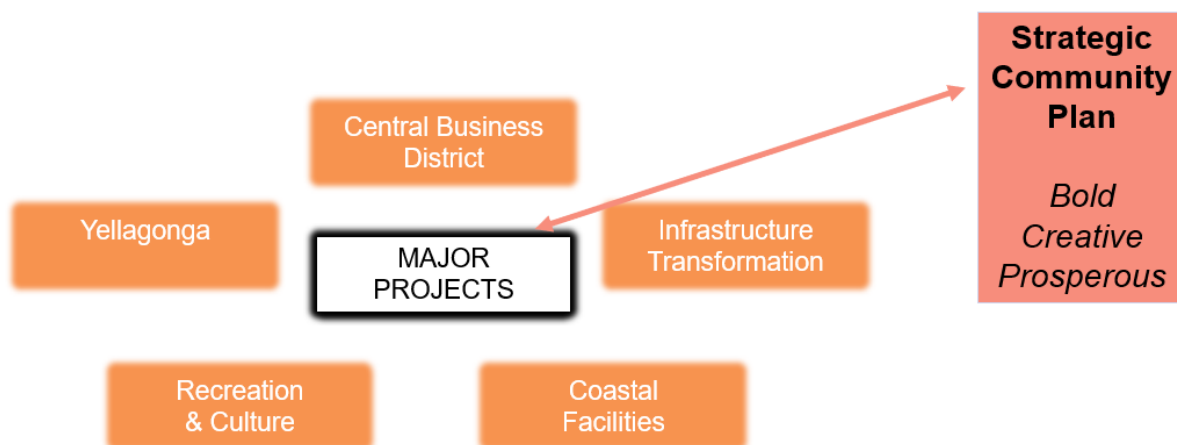 Strategic
Community
Plan
Bold
Creative
Prosperous
Central Business
District
Yellagonga
MAJOR
PROJECTS
Infrastructure
Transformation
Recreation
& Culture
Coastal
Facilities